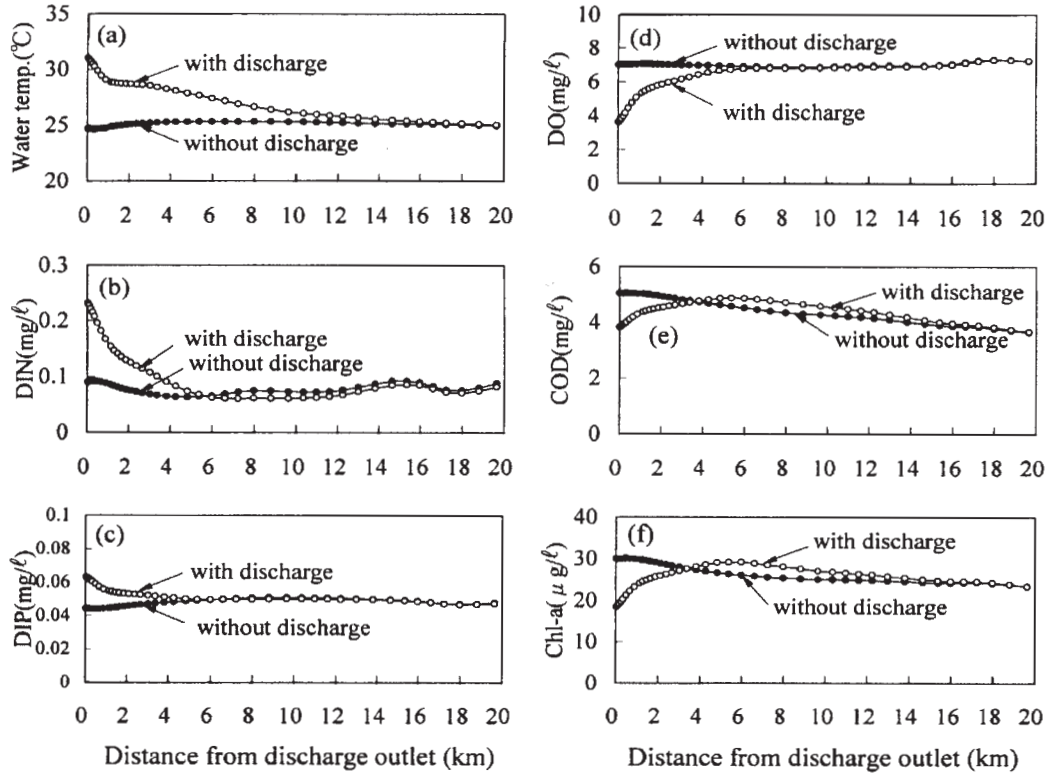 (a)
Water temp.(℃)
35
30
25
20
with discharge
without discharge
0 2 4 6 8 10 12 14 16 18 20
(b)
DIN(mg/ℓ)
0.3
0.2
0.1
0
with discharge
without discharge
0 2 4 6 8 10 12 14 16 18 20
(c)
DIP(mg/ℓ)
0.1
0.08
0.06
0.04
0.02
0
with discharge
without discharge
0 2 4 6 8 10 12 14 16 18 20
Distance from discharge outlet (km)
(d)
DO(mg/ℓ)
10
8
6
4
2
0
without discharge
with discharge
0 2 4 6 8 10 12 14 16 18 20
(e)
COD(mg/ℓ)
6
4
2
0
with discharge
without discharge
0 2 4 6 8 10 12 14 16 18 20
(f)
Chl-a(μg/ℓ)
40
30
20
10
0
with discharge
without discharge
0 2 4 6 8 10 12 14 16 18 20
Distance from discharge outlet (km)